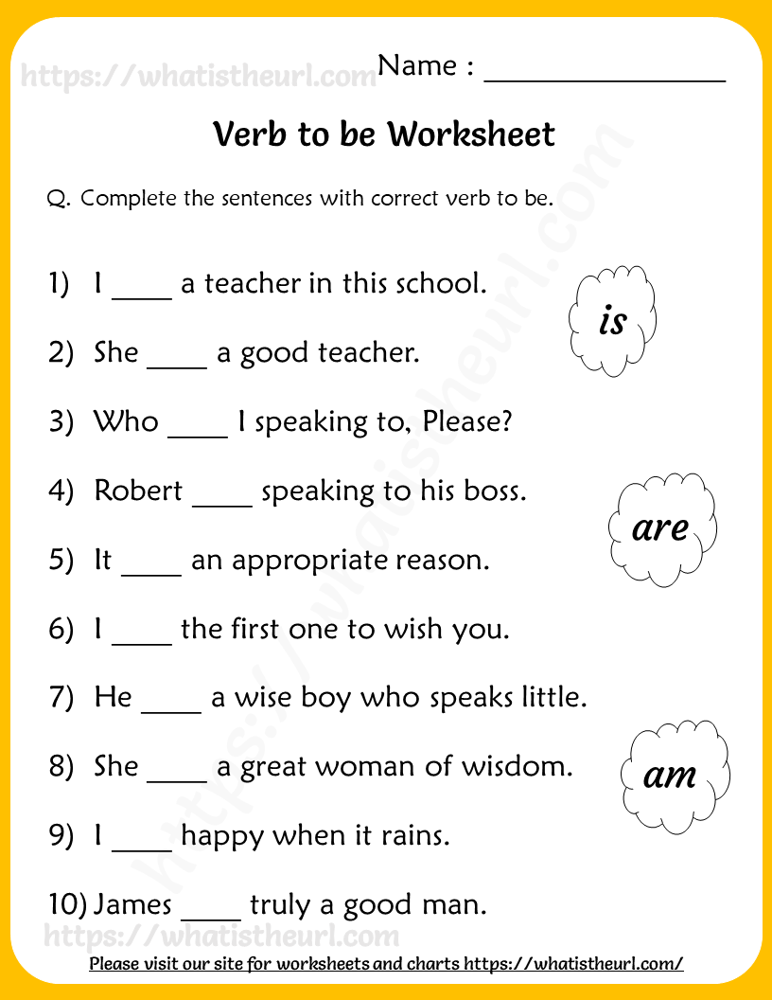 https://whatistheurl.com
Name : ________________
Verb to be Worksheet
Q. Complete the sentences with correct verb to be.
1) I ____ a teacher in this school.
is
2) She ____ a good teacher.
3) Who ____ I speaking to, Please?
4) Robert ____ speaking to his boss.
are
5) It ____ an appropriate reason.
6) I ____ the first one to wish you.
7) He ____ a wise boy who speaks little.
8) She ____ a great woman of wisdom.
am
9) I ____ happy when it rains.
10) James ____ truly a good man.
https://whatistheurl.com
https://whatistheurl.com
Please visit our site for worksheets and charts https://whatistheurl.com/